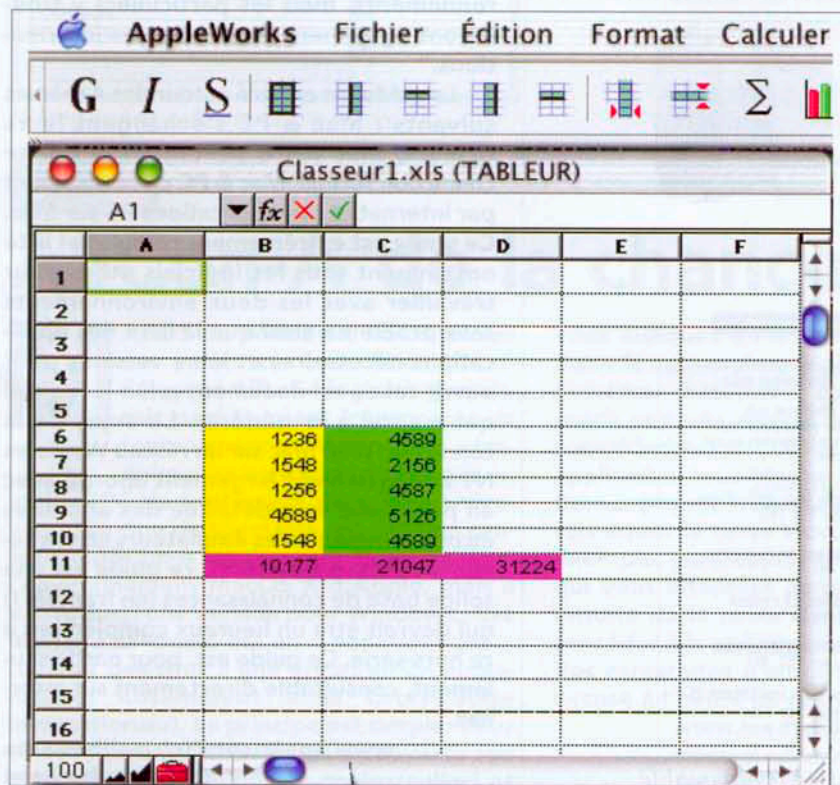 AppleWorks Fichier Édition Format Calculer
G I S Σ
Classeur1.xls (TABLEUR)
A1 fx
A B C D E F
1
2
3
4
5
6 1236 4589
7 1548 2156
8 1256 4587
9 4589 5126
10 1548 4589
11 10177 21047 31224
12
13
14
15
16
100